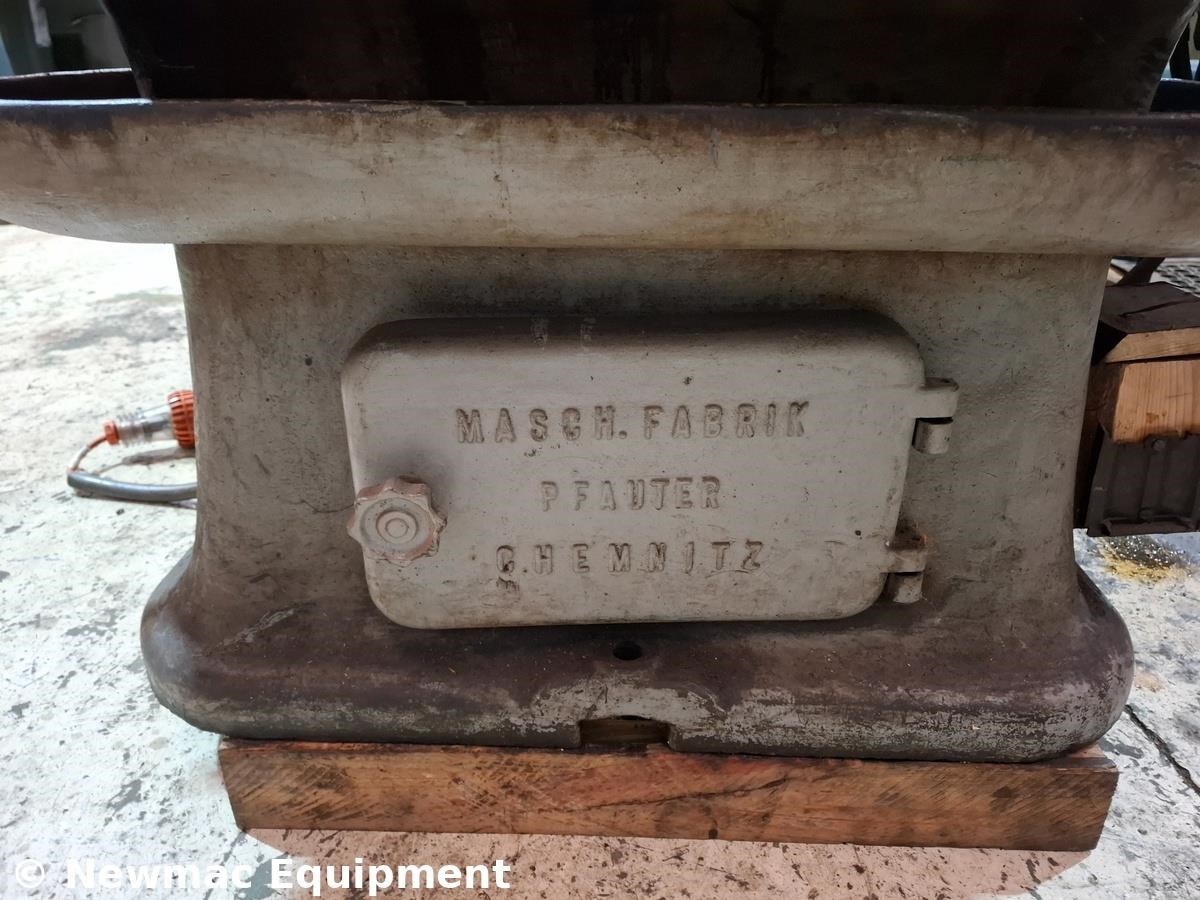 MASCH. FABRIK
PFAUTER
CHEMNITZ
© Newmac Equipment